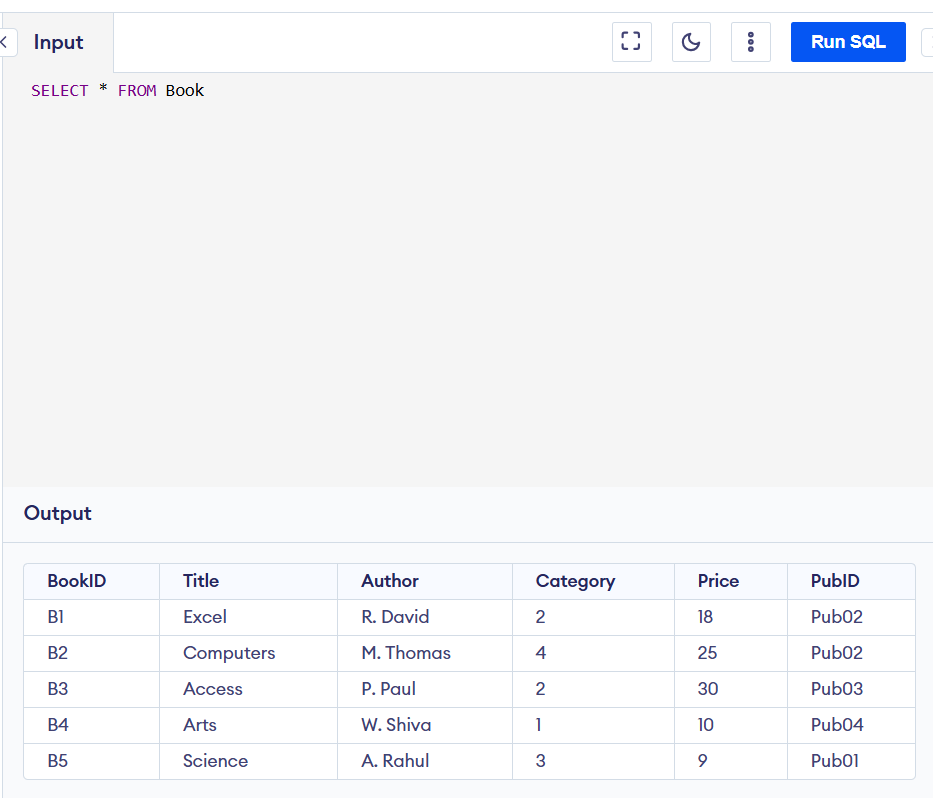 Input Run SQL
SELECT * FROM Book
Output
BookID Title Author Category Price PubID
B1 Excel R. David 2 18 Pub02
B2 Computers M. Thomas 4 25 Pub02
B3 Access P. Paul 2 30 Pub03
B4 Arts W. Shiva 1 10 Pub04
B5 Science A. Rahul 3 9 Pub01